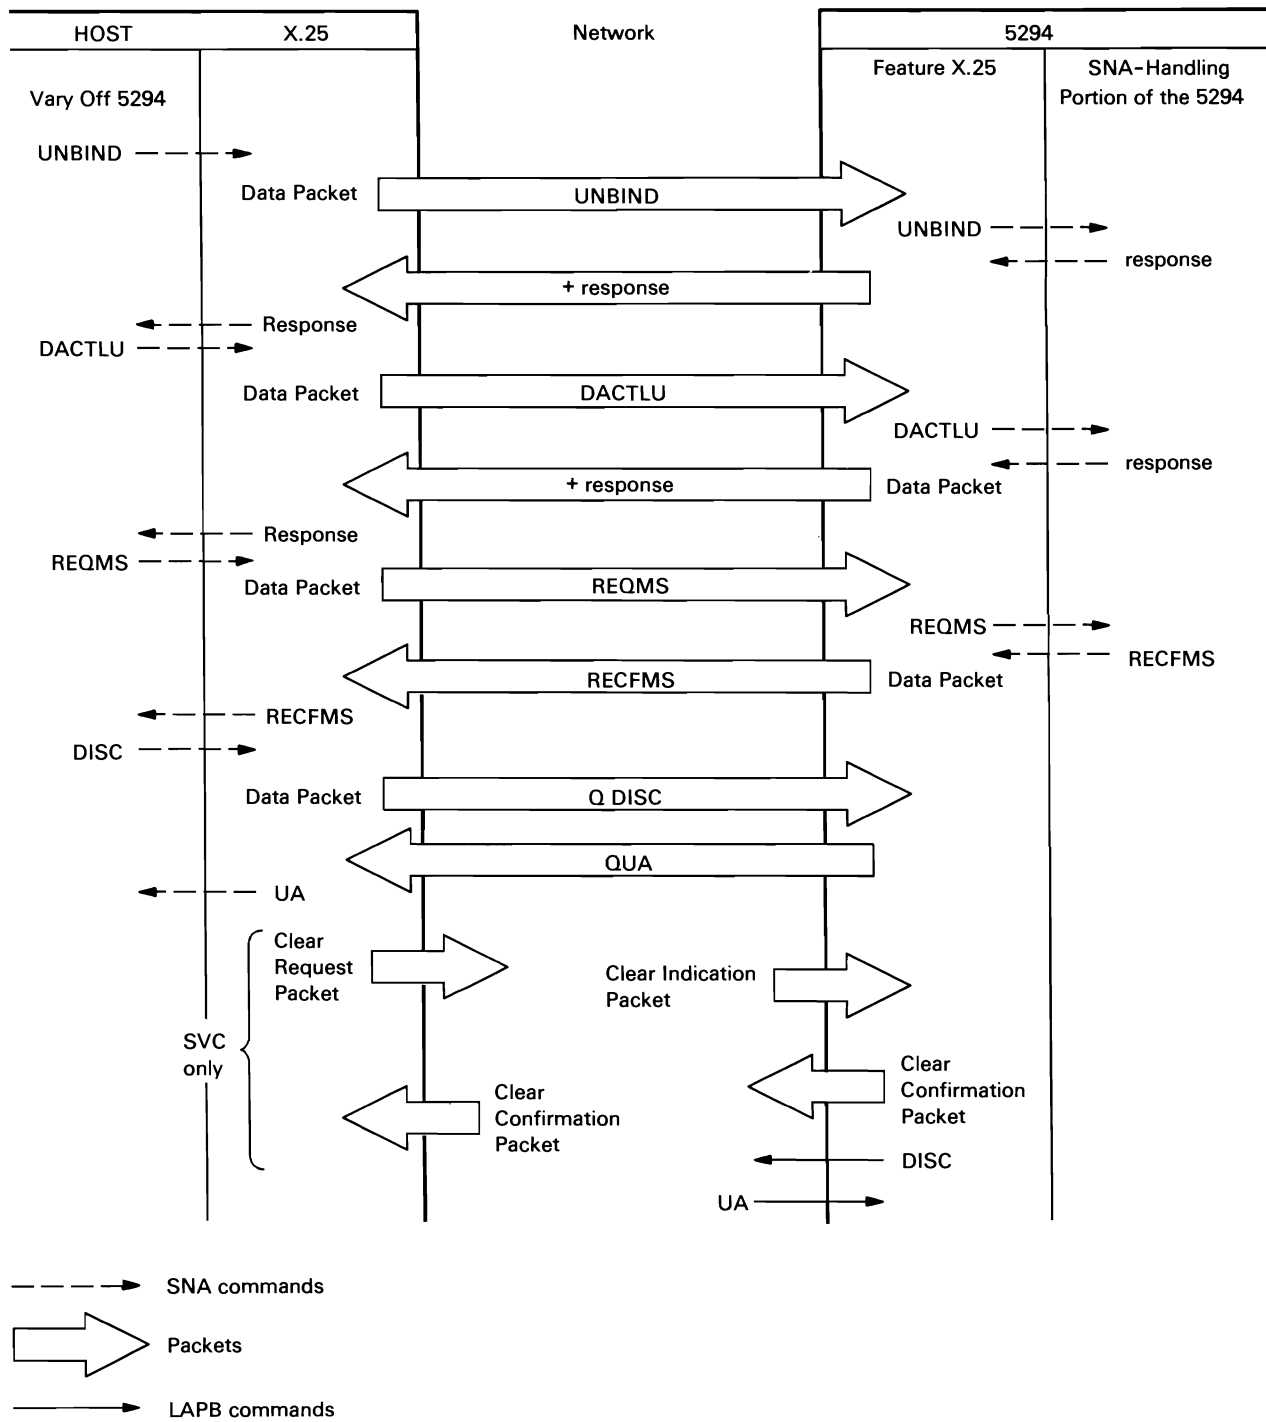 HOST
X.25
Network
5294
Feature X.25
SNA-Handling
Portion of the 5294
Vary Off 5294
UNBIND
Data Packet
UNBIND
UNBIND
response
+ response
Response
DACTLU
Data Packet
DACTLU
DACTLU
response
+ response
Data Packet
Response
REQMS
Data Packet
REQMS
REQMS
RECFMS
RECFMS
Data Packet
RECFMS
DISC
Data Packet
Q DISC
QUA
UA
Clear
Request
Packet
Clear Indication
Packet
SVC
only
Clear
Confirmation
Packet
Clear
Confirmation
Packet
DISC
UA
SNA commands
Packets
LAPB commands